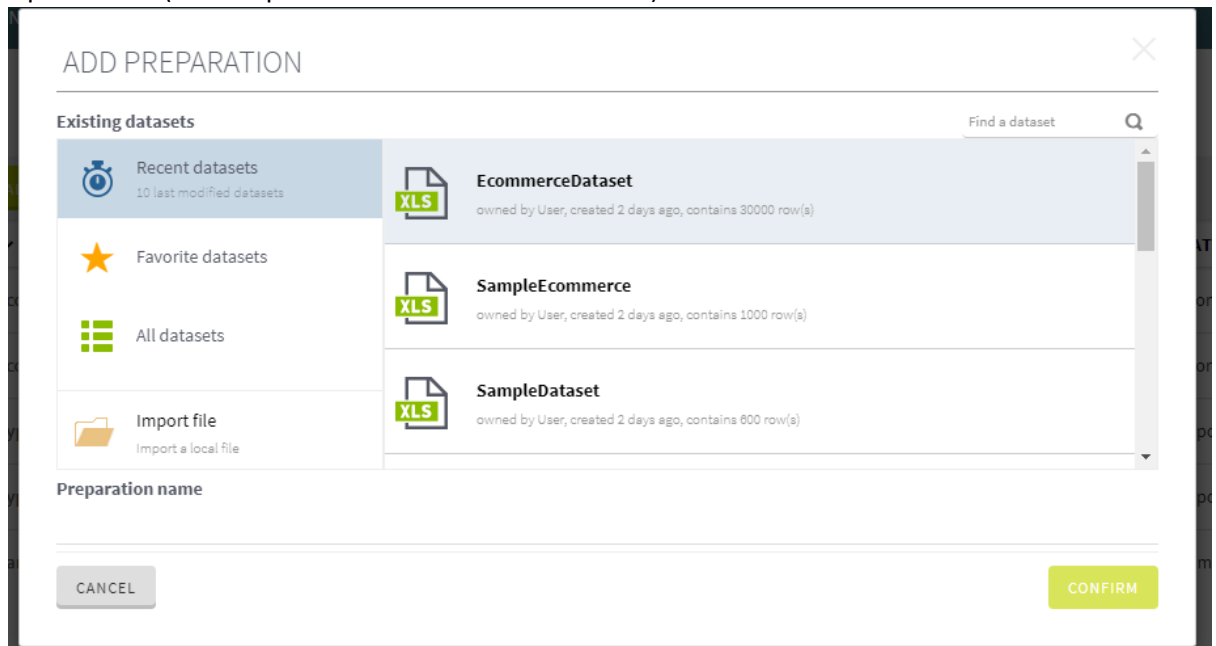 ADD PREPARATION
Existing datasets
Find a dataset
Recent datasets
10 last modified datasets
Favorite datasets
All datasets
Import file
Import a local file
XLS
EcommerceDataset
owned by User, created 2 days ago, contains 30000 row(s)
XLS
SampleEcommerce
owned by User, created 2 days ago, contains 1000 row(s)
XLS
SampleDataset
owned by User, created 2 days ago, contains 600 row(s)
Preparation name
CANCEL
CONFIRM